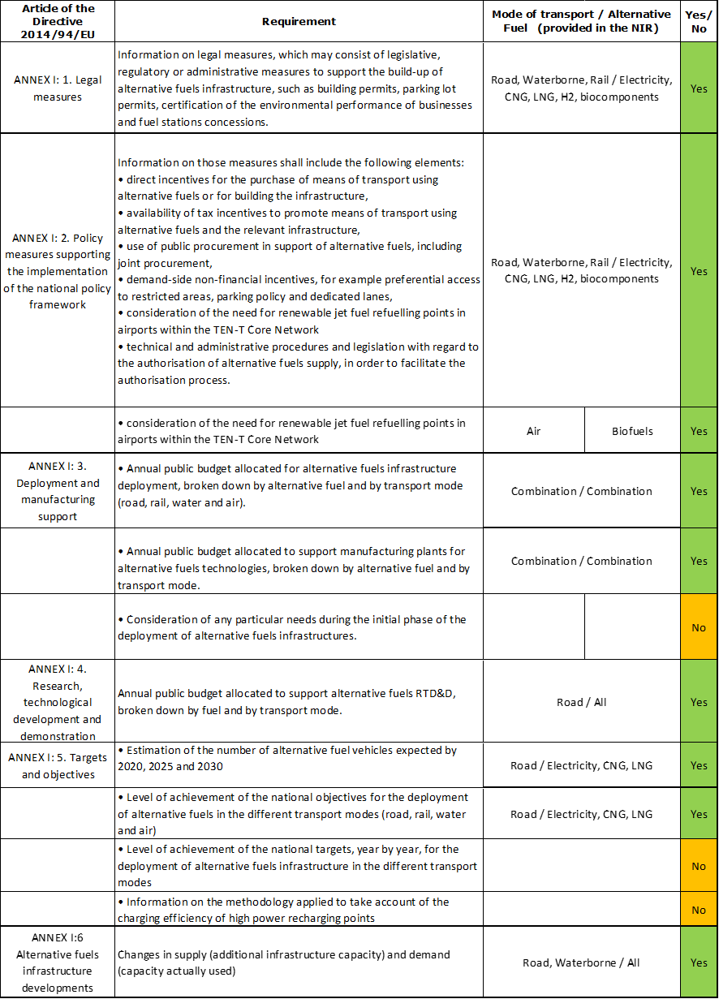 Article of the
Directive
2014/94/EU
Requirement
Mode of transport / Alternative
Fuel (provided in the NIR)
Yes/
No
ANNEX I: 1. Legal
measures
Information on legal measures, which may consist of legislative,
regulatory or administrative measures to support the build-up of
alternative fuels infrastructure, such as building permits, parking lot
permits, certification of the environmental performance of businesses
and fuel stations concessions.
Road, Waterborne, Rail / Electricity,
CNG, LNG, H2, biocomponents
Yes
ANNEX I: 2. Policy
measures supporting
the implementation
of the national policy
framework
Information on those measures shall include the following elements:
• direct incentives for the purchase of means of transport using
alternative fuels or for building the infrastructure,
• availability of tax incentives to promote means of transport using
alternative fuels and the relevant infrastructure,
• use of public procurement in support of alternative fuels, including
joint procurement,
• demand-side non-financial incentives, for example preferential access
to restricted areas, parking policy and dedicated lanes,
• consideration of the need for renewable jet fuel refuelling points in
airports within the TEN-T Core Network
• technical and administrative procedures and legislation with regard to
the authorisation of alternative fuels supply, in order to facilitate the
authorisation process.
Road, Waterborne, Rail / Electricity,
CNG, LNG, H2, biocomponents
Yes
• consideration of the need for renewable jet fuel refuelling points in
airports within the TEN-T Core Network
Air
Biofuels
Yes
ANNEX I: 3.
Deployment and
manufacturing
support
• Annual public budget allocated for alternative fuels infrastructure
deployment, broken down by alternative fuel and by transport mode
(road, rail, water and air).
Combination / Combination
Yes
• Annual public budget allocated to support manufacturing plants for
alternative fuels technologies, broken down by alternative fuel and by
transport mode.
Combination / Combination
Yes
• Consideration of any particular needs during the initial phase of the
deployment of alternative fuels infrastructures.
No
ANNEX I: 4.
Research,
technological
development and
demonstration
Annual public budget allocated to support alternative fuels RTD&D,
broken down by fuel and by transport mode.
Road / All
Yes
ANNEX I: 5. Targets
and objectives
• Estimation of the number of alternative fuel vehicles expected by
2020, 2025 and 2030
Road / Electricity, CNG, LNG
Yes
• Level of achievement of the national objectives for the deployment
of alternative fuels in the different transport modes (road, rail, water
and air)
Road / Electricity, CNG, LNG
Yes
• Level of achievement of the national targets, year by year, for the
deployment of alternative fuels infrastructure in the different transport
modes
No
• Information on the methodology applied to take account of the
charging efficiency of high power recharging points
No
ANNEX I:6
Alternative fuels
infrastructure
developments
Changes in supply (additional infrastructure capacity) and demand
(capacity actually used)
Road, Waterborne / All
Yes